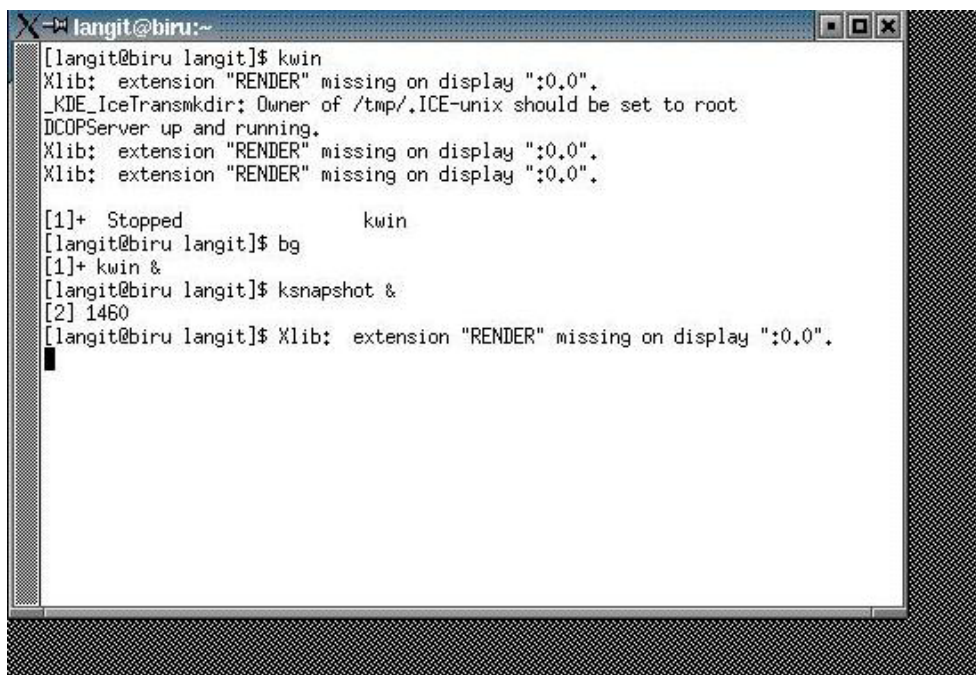 langit@biru:~
[langit@biru langit]$ kwin
Xlib:  extension "RENDER" missing on display ":0.0".
_KDE_IceTransmkdir: Owner of /tmp/.ICE-unix should be set to root
DCOPServer up and running.
Xlib:  extension "RENDER" missing on display ":0.0".
Xlib:  extension "RENDER" missing on display ":0.0".
[1]+  Stopped                 kwin
[langit@biru langit]$ bg
[1]+ kwin &
[langit@biru langit]$ ksnapshot &
[2] 1460
[langit@biru langit]$ Xlib:  extension "RENDER" missing on display ":0.0".